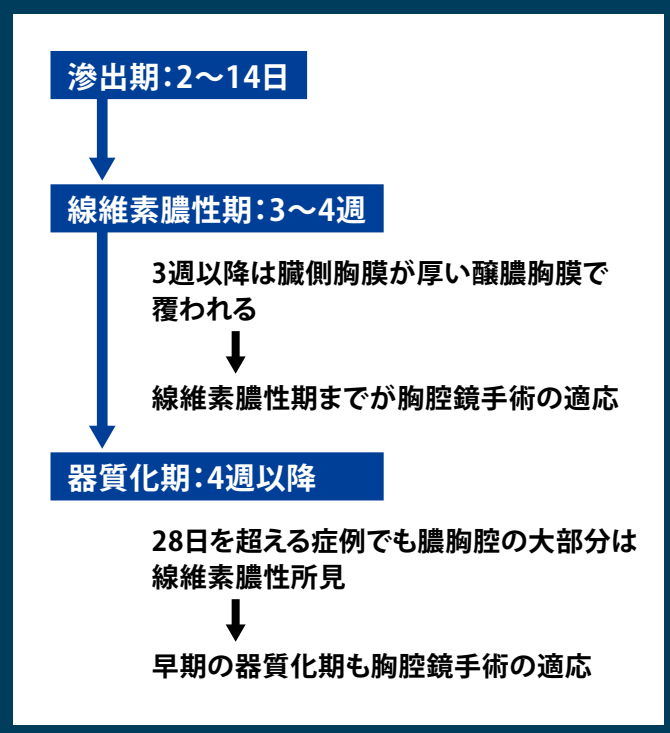 滲出期：2～14日
線維素膿性期：3～4週
3週以降は臓側胸膜が厚い醸膿胸膜で
覆われる
線維素膿性期までが胸腔鏡手術の適応
器質化期：4週以降
28日を超える症例でも膿胸腔の大部分は
線維素膿性所見
早期の器質化期も胸腔鏡手術の適応